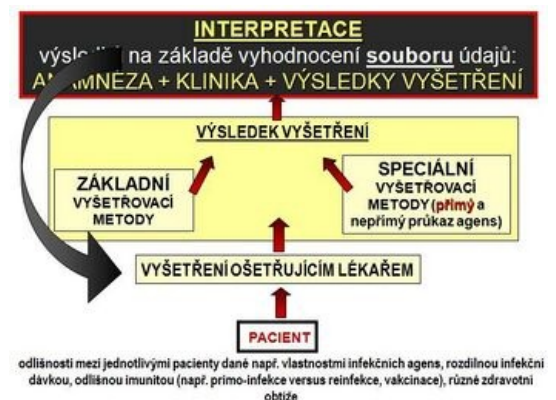 INTERPRETACE
výsledků na základě vyhodnocení souboru údajů:
ANAMNÉZA + KLINIKA + VÝSLEDKY VYŠETŘENÍ
VÝSLEDEK VYŠETŘENÍ
ZÁKLADNÍ
VYŠETŘOVACÍ
METODY
SPECIÁLNÍ
VYŠETŘOVACÍ
METODY (přímý a
nepřímý průkaz agens)
VYŠETŘENÍ OŠETŘUJÍCÍM LÉKAŘEM
PACIENT
odlišnosti mezi jednotlivými pacienty dané např. vlastnostmi infekčních agens, rozdílnou infekční
dávkou, odlišnou imunitou (např. primo-infekce versus reinfekce, vakcinace), různé zdravotní
obtíže